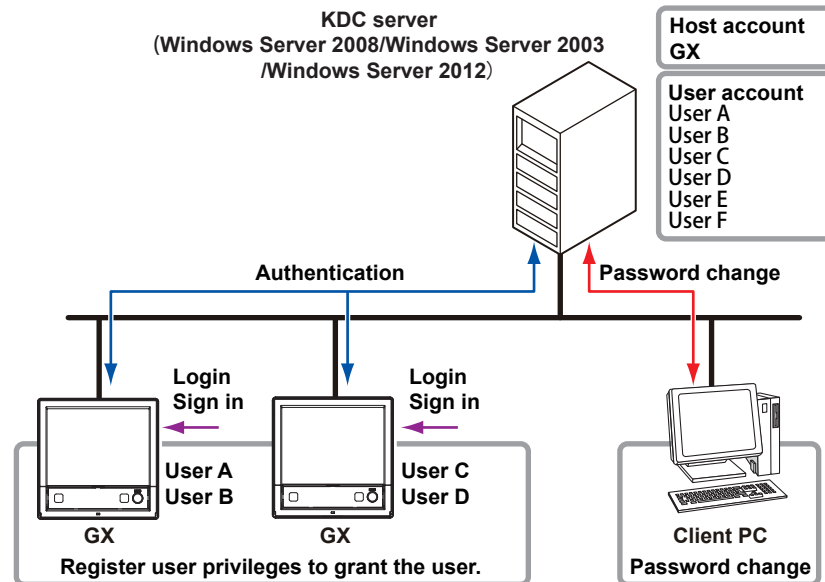 KDC server
(Windows Server 2008/Windows Server 2003
/Windows Server 2012)
Host account
GX
User account
User A
User B
User C
User D
User E
User F
Authentication
Password change
Login
Sign in
Login
Sign in
User A
User B
User C
User D
GX
GX
Client PC
Register user privileges to grant the user.
Password change